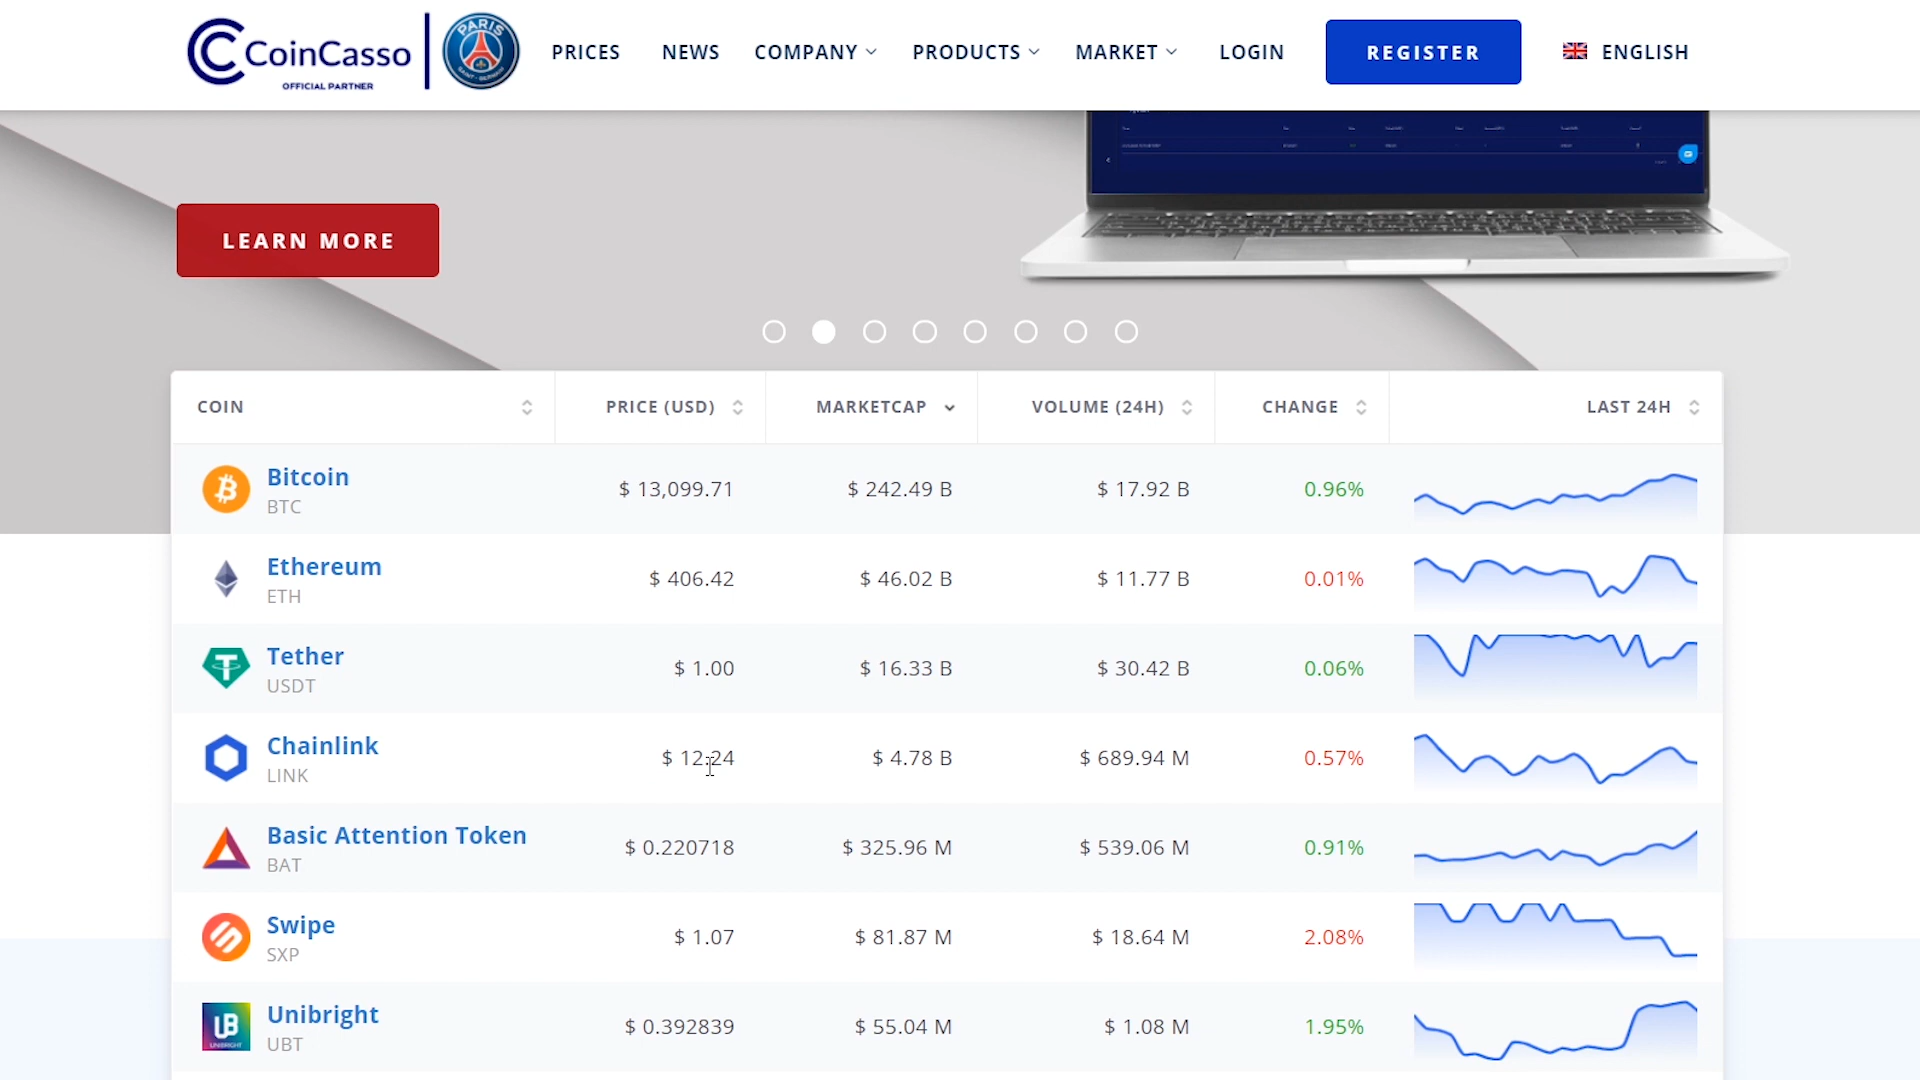 CoinCasso
OFFICIAL PARTNER
PARIS
SAINT-GERMAIN
PRICES NEWS COMPANY PRODUCTS MARKET LOGIN REGISTER ENGLISH
LEARN MORE
COIN PRICE (USD) MARKETCAP VOLUME (24H) CHANGE LAST 24H
Bitcoin
BTC
$ 13,099.71 $ 242.49 B $ 17.92 B 0.96%
Ethereum
ETH
$ 406.42 $ 46.02 B $ 11.77 B 0.01%
Tether
USDT
$ 1.00 $ 16.33 B $ 30.42 B 0.06%
Chainlink
LINK
$ 12.24 $ 4.78 B $ 689.94 M 0.57%
Basic Attention Token
BAT
$ 0.220718 $ 325.96 M $ 539.06 M 0.91%
Swipe
SXP
$ 1.07 $ 81.87 M $ 18.64 M 2.08%
UB
UNIBRIGHT
Unibright
UBT
$ 0.392839 $ 55.04 M $ 1.08 M 1.95%